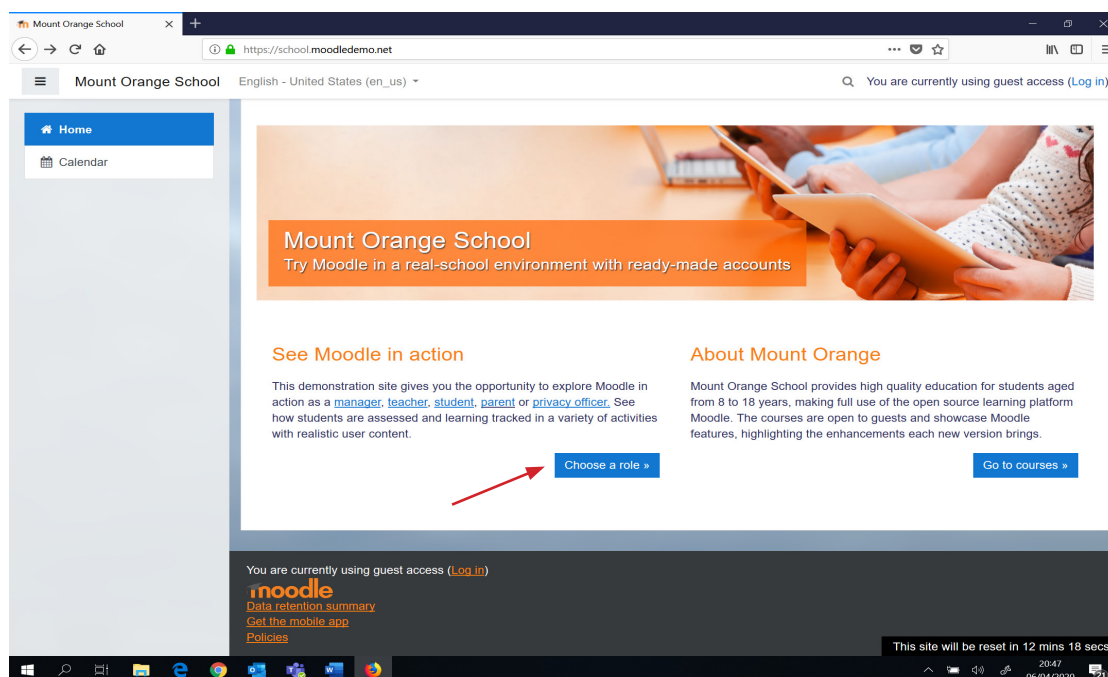 Mount Orange School
https://school.moodledemo.net
Mount Orange School
English - United States (en_us)
You are currently using guest access (Log in)
Home
Calendar
Mount Orange School
Try Moodle in a real-school environment with ready-made accounts
See Moodle in action
This demonstration site gives you the opportunity to explore Moodle in
action as a manager, teacher, student, parent or privacy officer. See
how students are assessed and learning tracked in a variety of activities
with realistic user content.
Choose a role »
About Mount Orange
Mount Orange School provides high quality education for students aged
from 8 to 18 years, making full use of the open source learning platform
Moodle. The courses are open to guests and showcase Moodle
features, highlighting the enhancements each new version brings.
Go to courses »
You are currently using guest access (Log in)
moodle
Data retention summary
Get the mobile app
Policies
This site will be reset in 12 mins 18 secs
20:47
06/04/2020
21